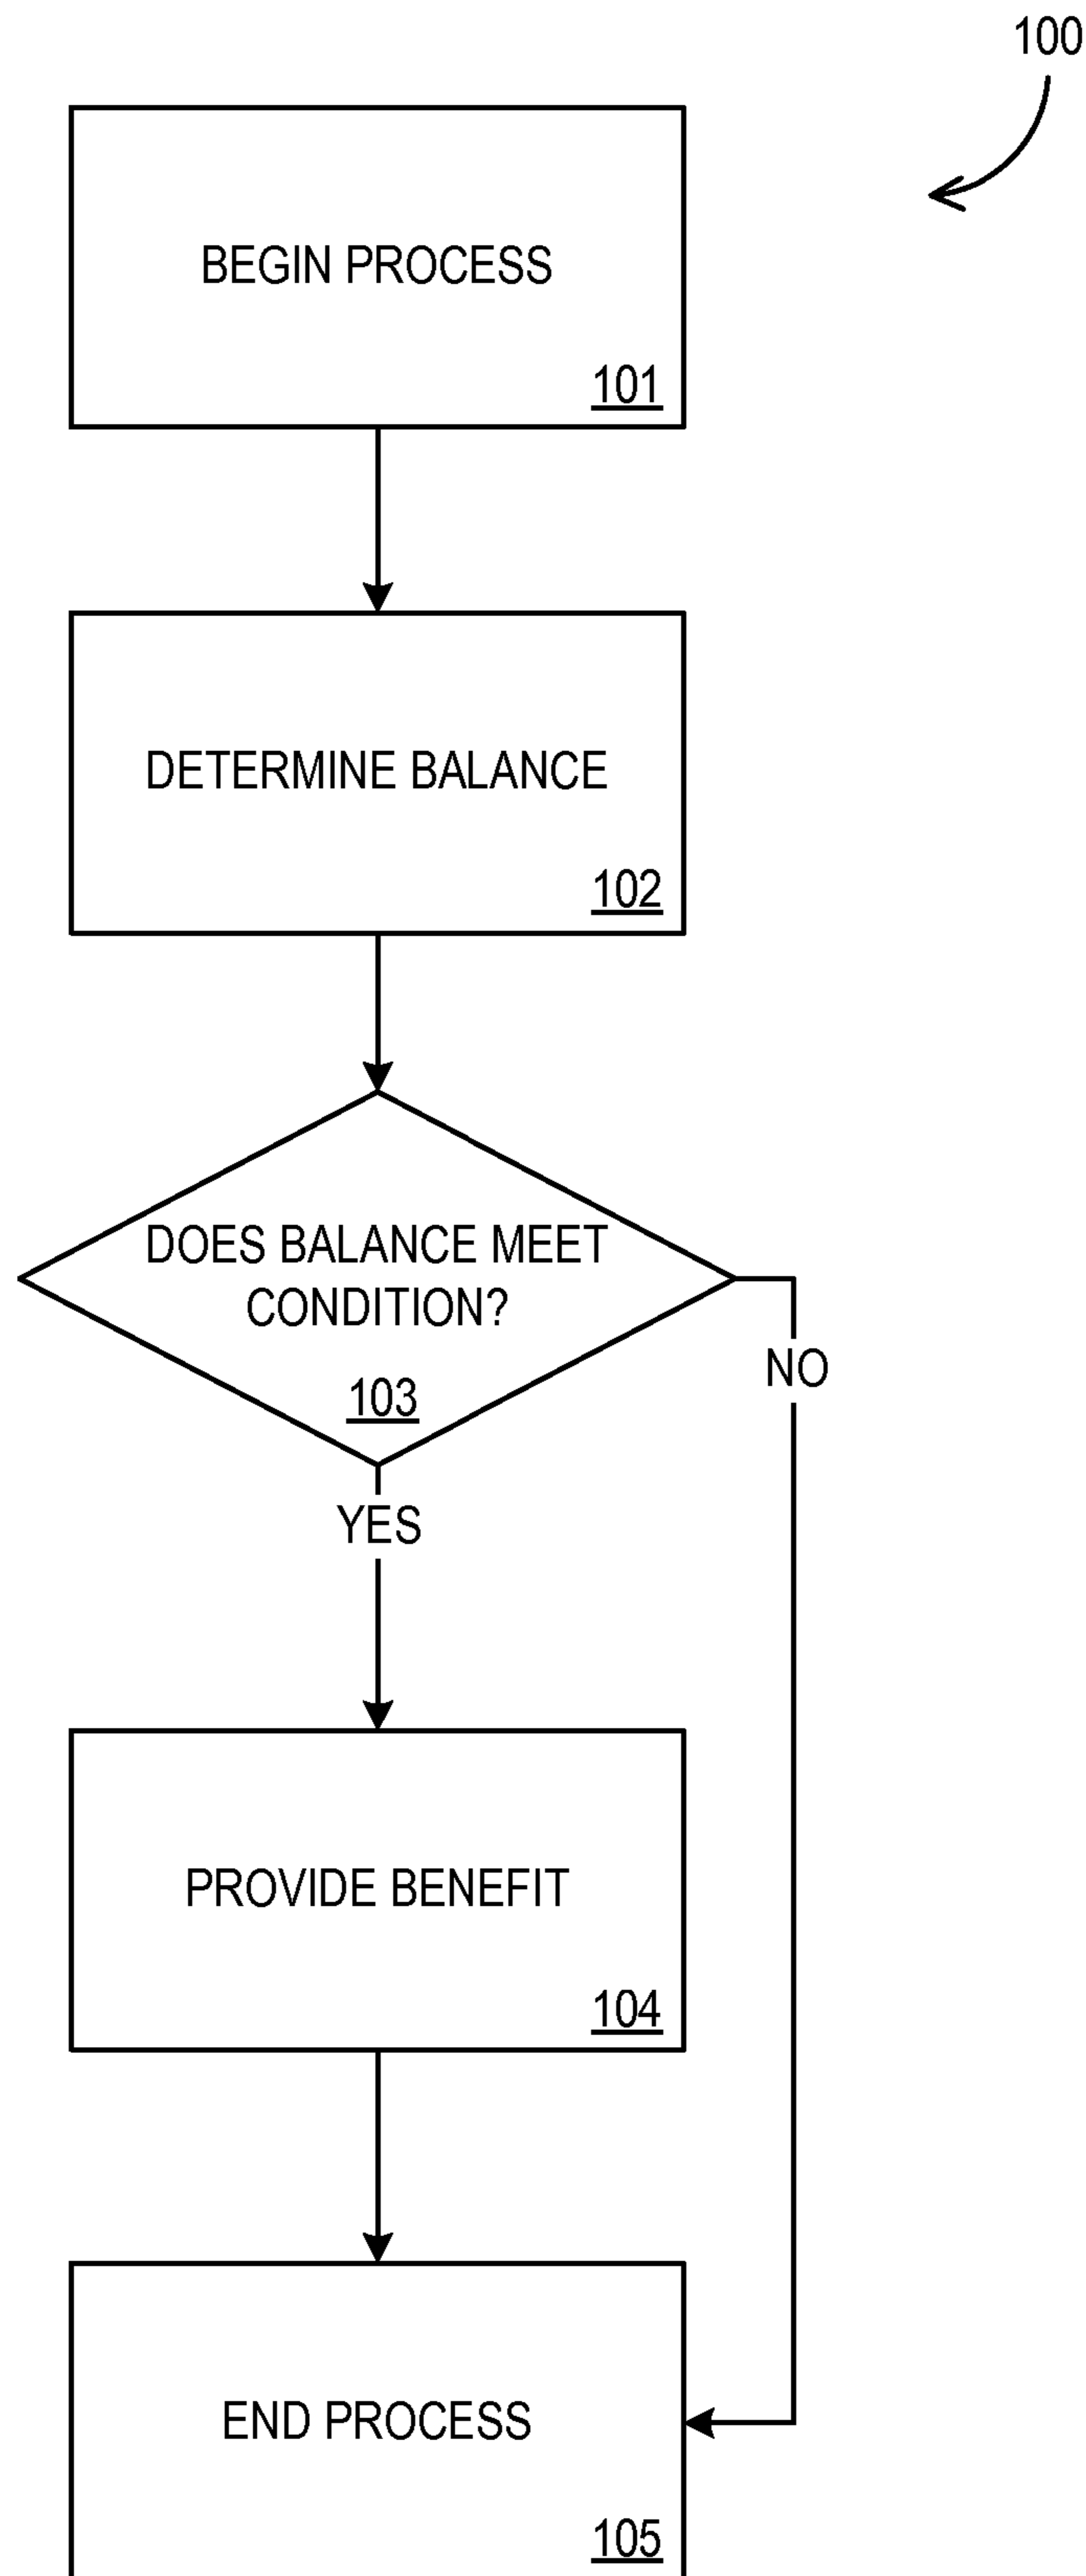 100
BEGIN PROCESS
101
DETERMINE BALANCE
102
DOES BALANCE MEET
CONDITION?
103
NO
YES
PROVIDE BENEFIT
104
END PROCESS
105